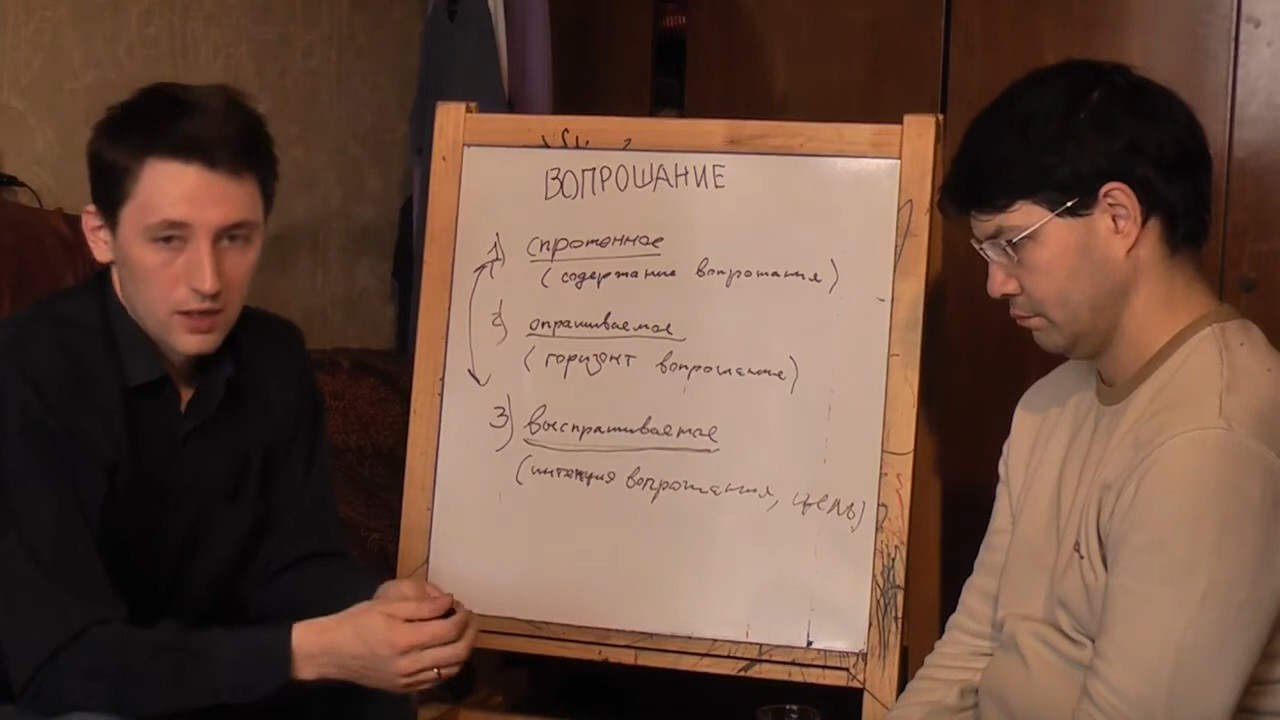 ВОПРОШАНИЕ
1) спрошенное
(содержание вопрошания)
2) опрашиваемое
(горизонт вопрошания)
3) выспрашиваемое
(интенция вопрошания, цель)